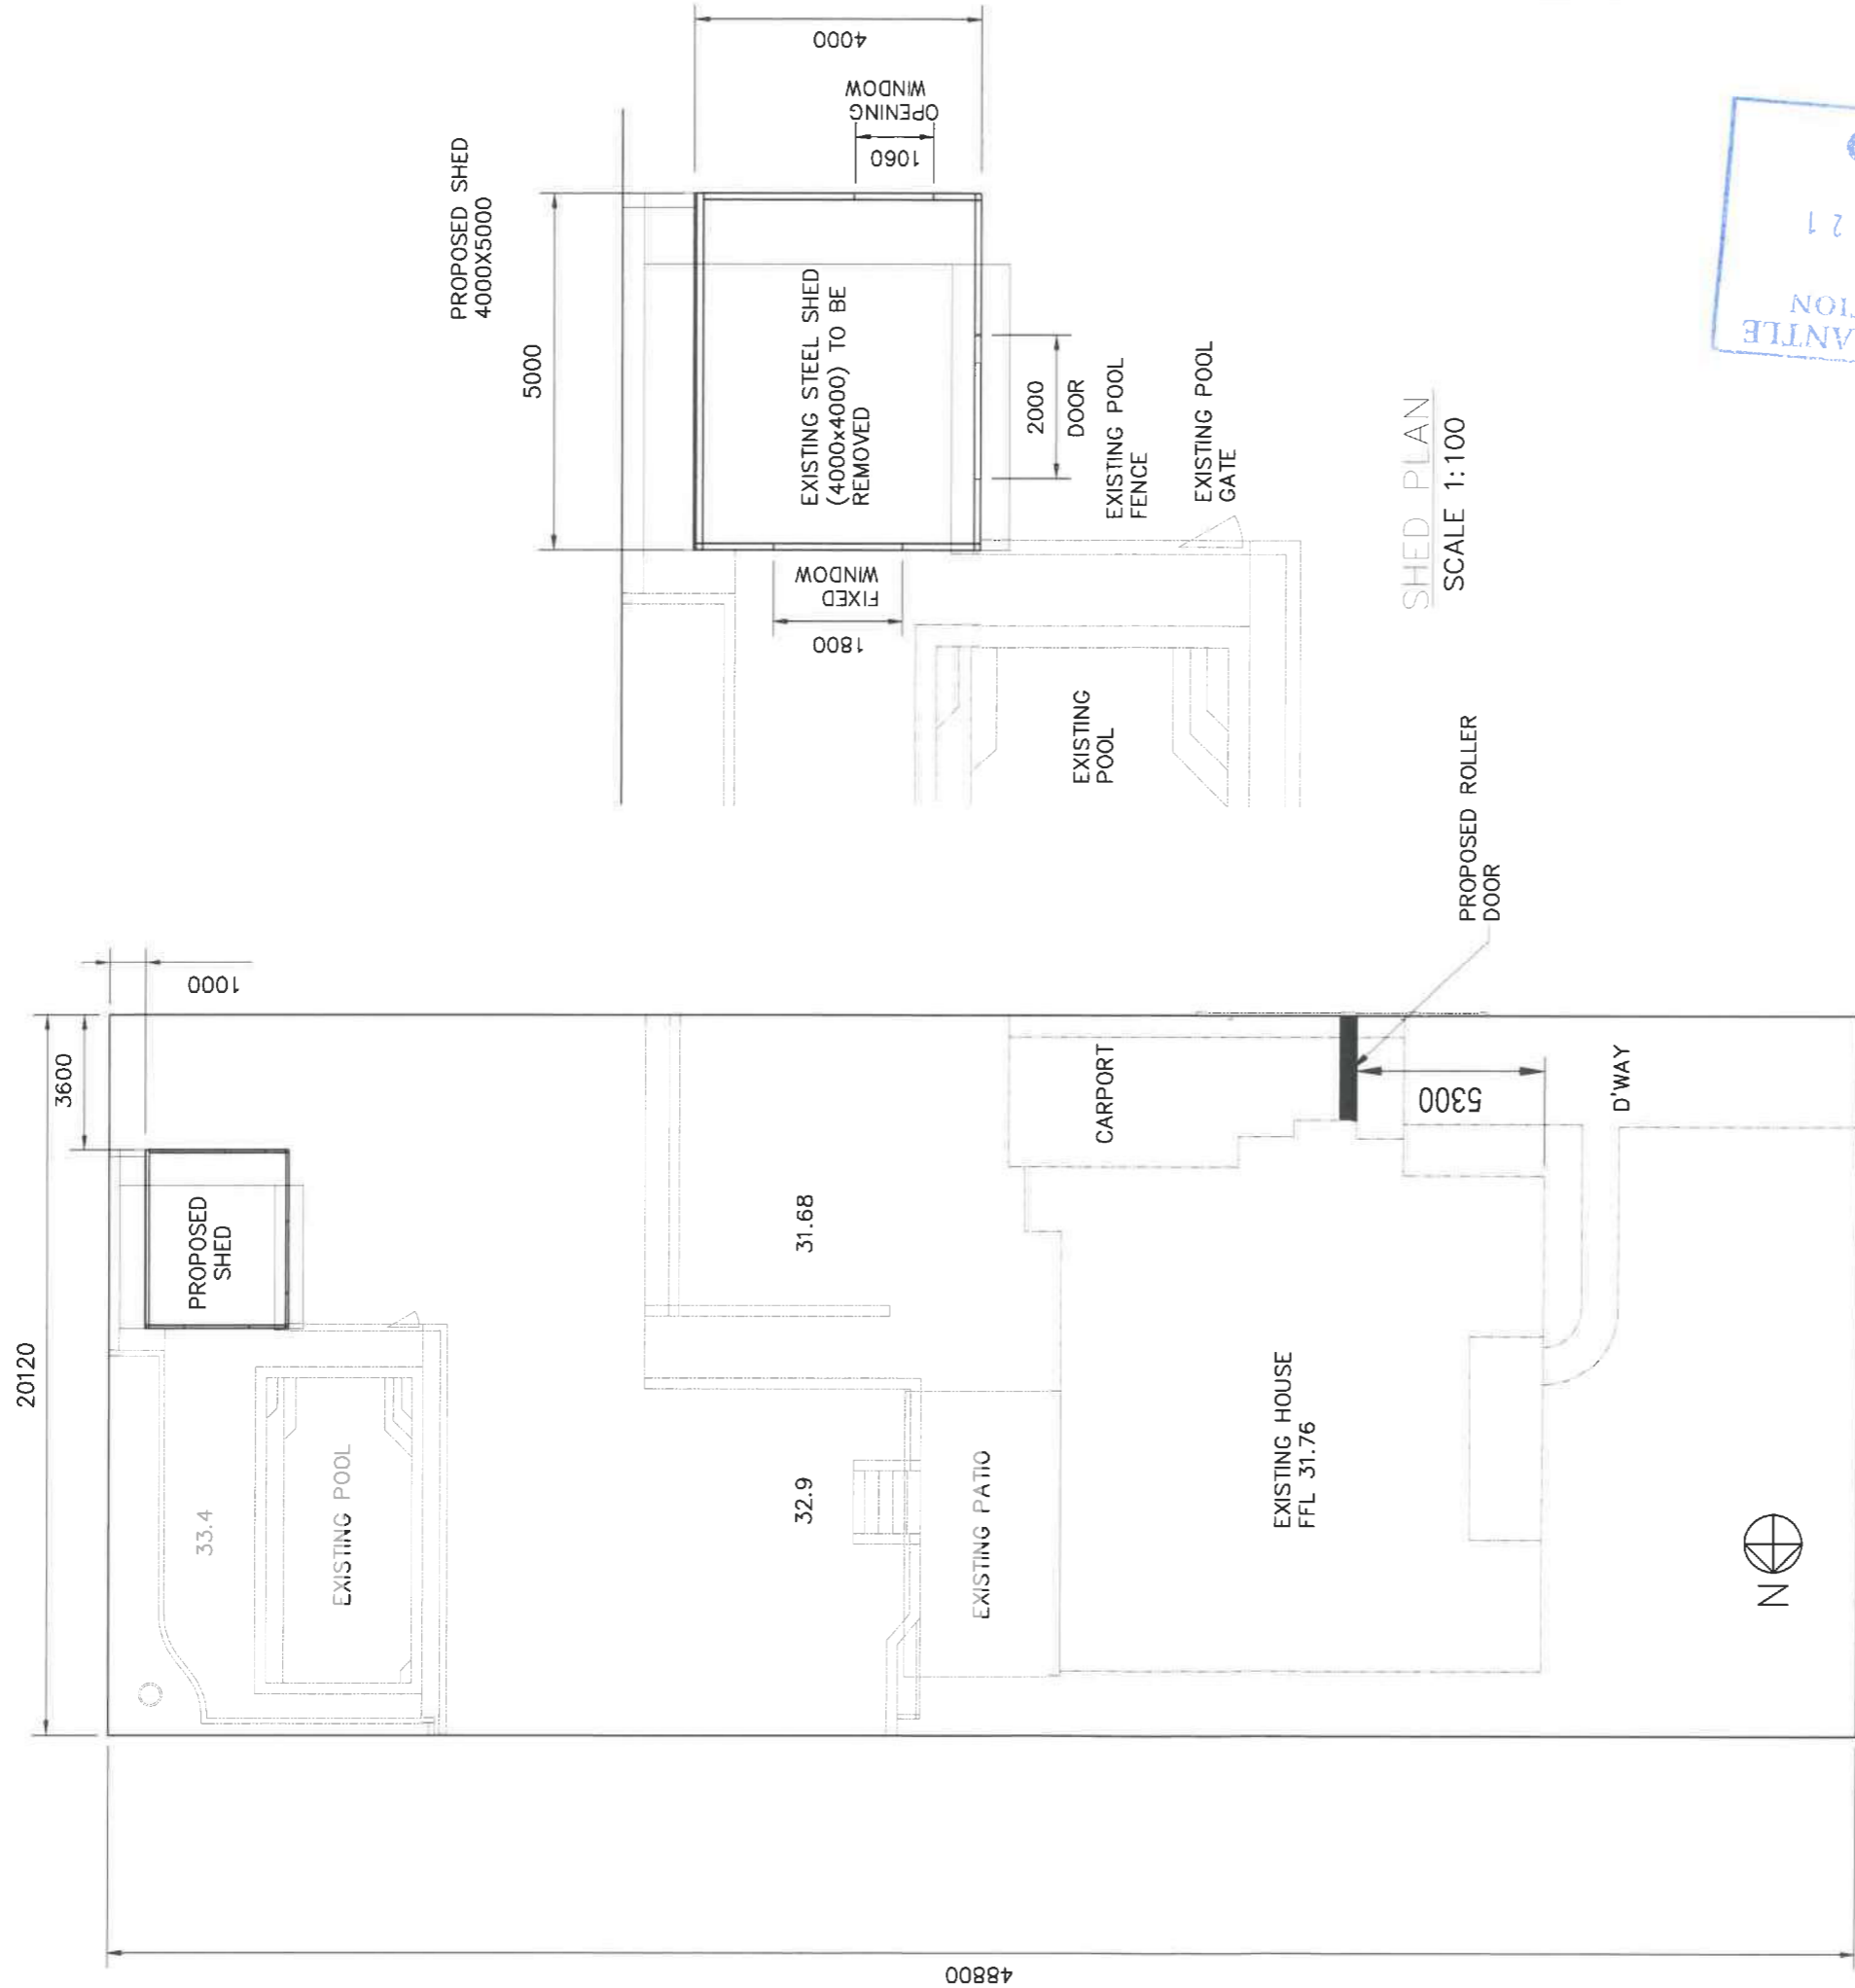 20120
3600
1000
PROPOSED
SHED
33.4
EXISTING POOL
31.68
32.9
EXISTING PATIO
CARPORT
PROPOSED ROLLER
DOOR
5300
D'WAY
EXISTING HOUSE
FFL 31.76
N
48800
PROPOSED SHED
4000X5000
5000
4000
OPENING
WINDOW
1060
EXISTING STEEL SHED
(4000x4000) TO BE
REMOVED
FIXED
WINDOW
1800
2000
DOOR
EXISTING POOL
FENCE
EXISTING POOL
GATE
EXISTING
POOL
SHED PLAN
SCALE 1:100
ANTLE
TION
21